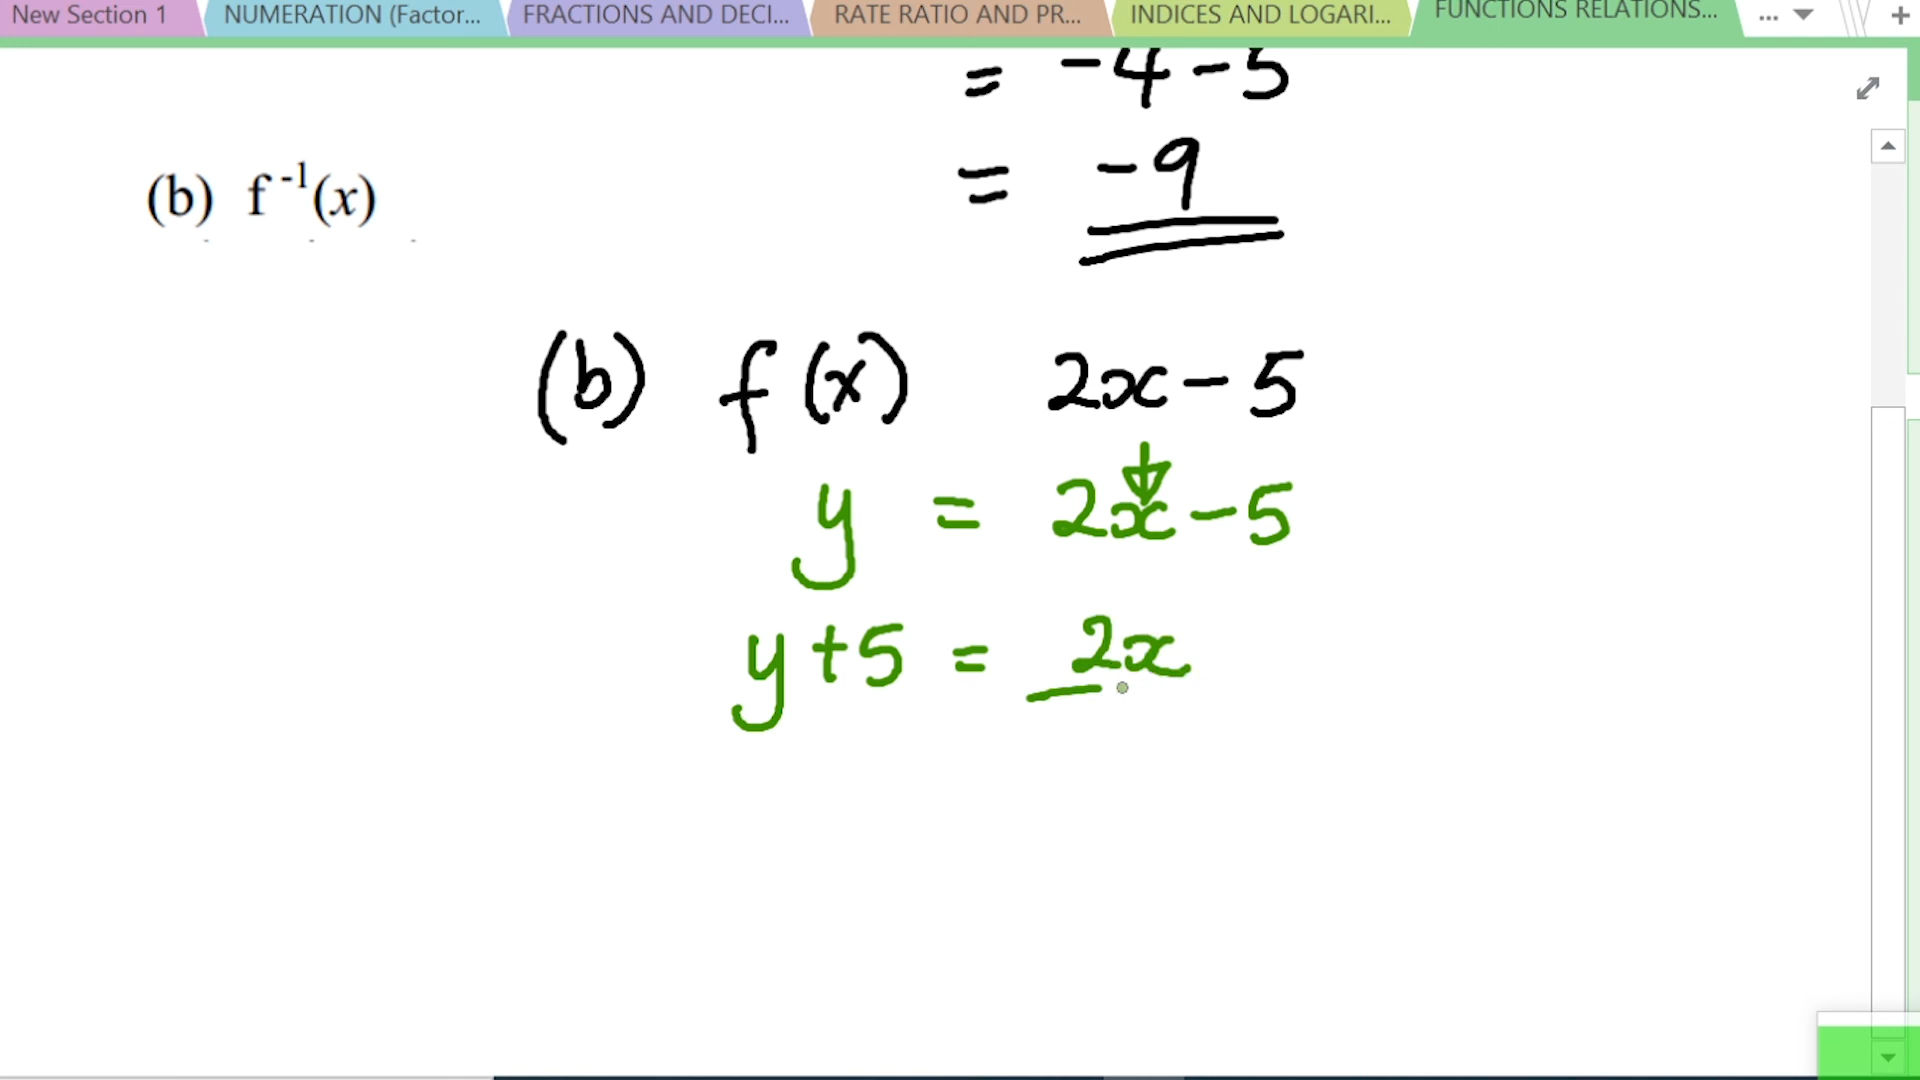 New Section 1 NUMERATION (Factor... FRACTIONS AND DECI... RATE RATIO AND PR... INDICES AND LOGARI... FUNCTIONS RELATIONS... ... +
= -4-5
= -9
(b) f⁻¹(x)
(b) f(x) 2x-5
y = 2x-5
y+5 = 2x